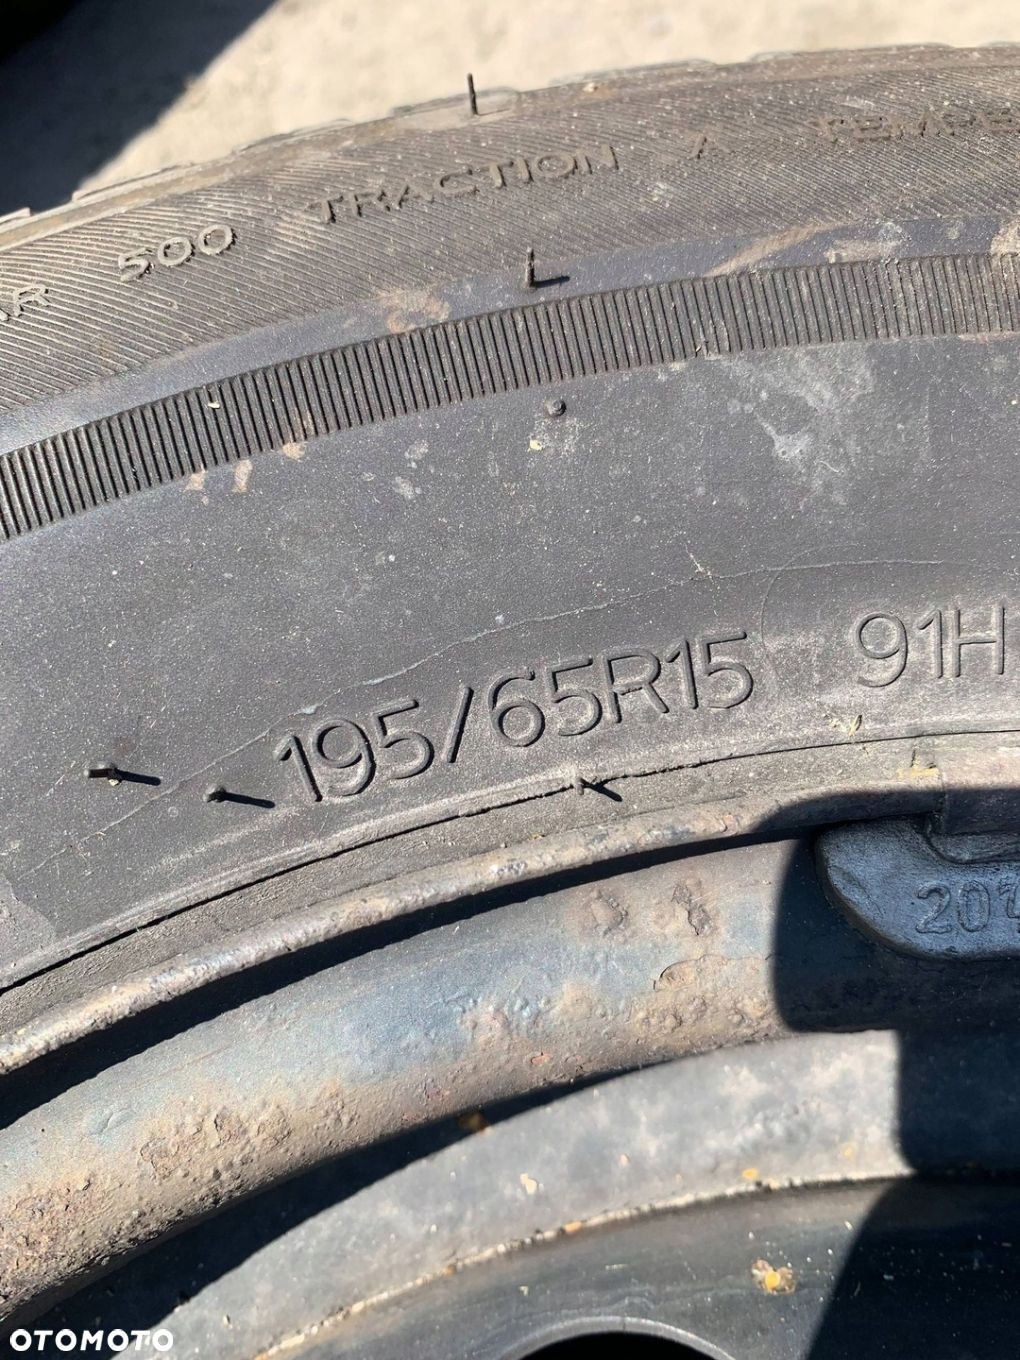 500 TRACTION A
195/65R15 91H
OTOMOTO